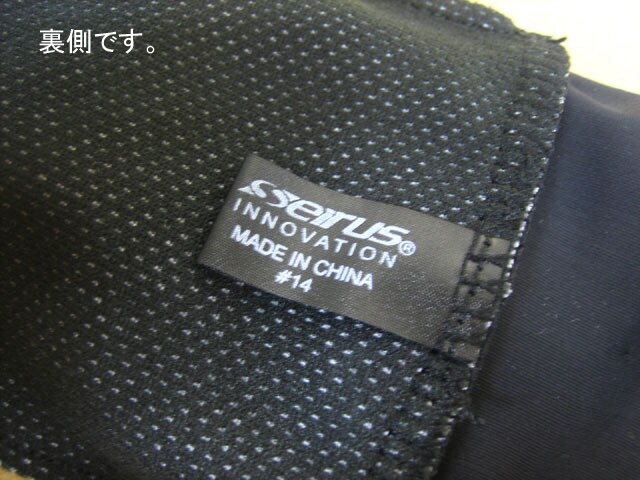 裏側です。
seirus®
INNOVATION
MADE IN CHINA
#14